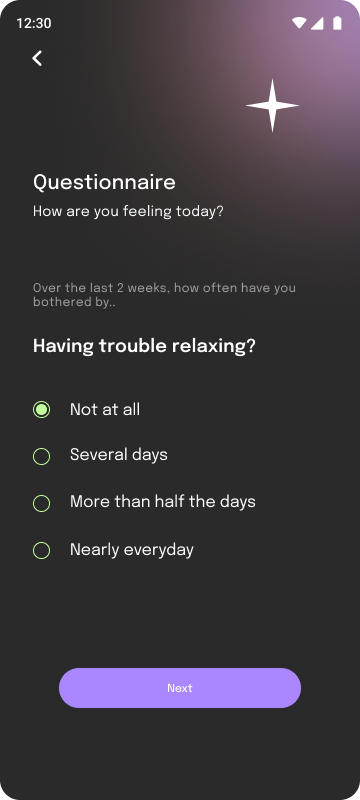 12:30
Questionnaire
How are you feeling today?
Over the last 2 weeks, how often have you
bothered by..
Having trouble relaxing?
Not at all
Several days
More than half the days
Nearly everyday
Next